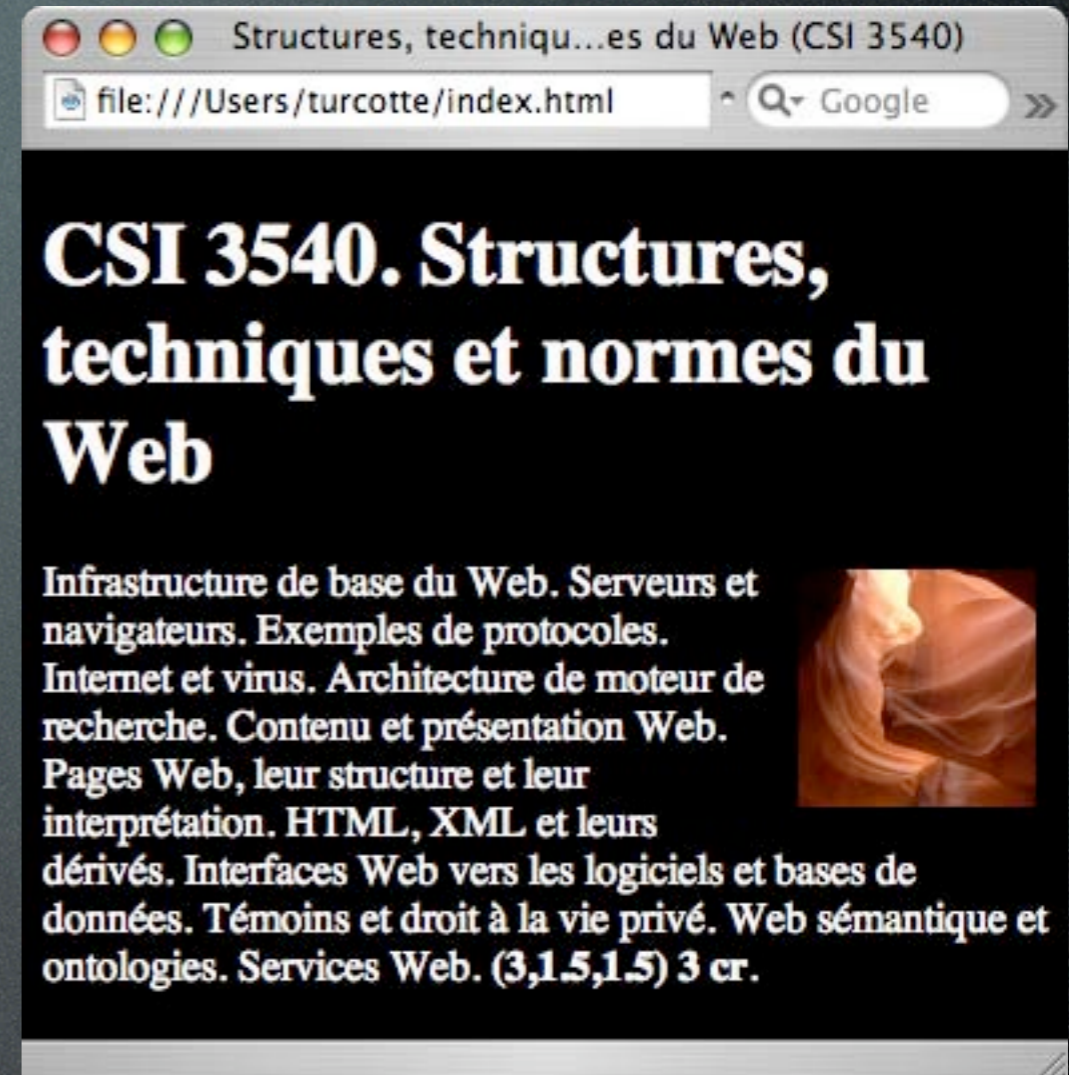 Structures, techniqu...es du Web (CSI 3540)
file:///Users/turcotte/index.html
Google
CSI 3540. Structures,
techniques et normes du
Web
Infrastructure de base du Web. Serveurs et
navigateurs. Exemples de protocoles.
Internet et virus. Architecture de moteur de
recherche. Contenu et présentation Web.
Pages Web, leur structure et leur
interprétation. HTML, XML et leurs
dérivés. Interfaces Web vers les logiciels et bases de
données. Témoins et droit à la vie privé. Web sémantique et
ontologies. Services Web. (3,1.5,1.5) 3 cr.